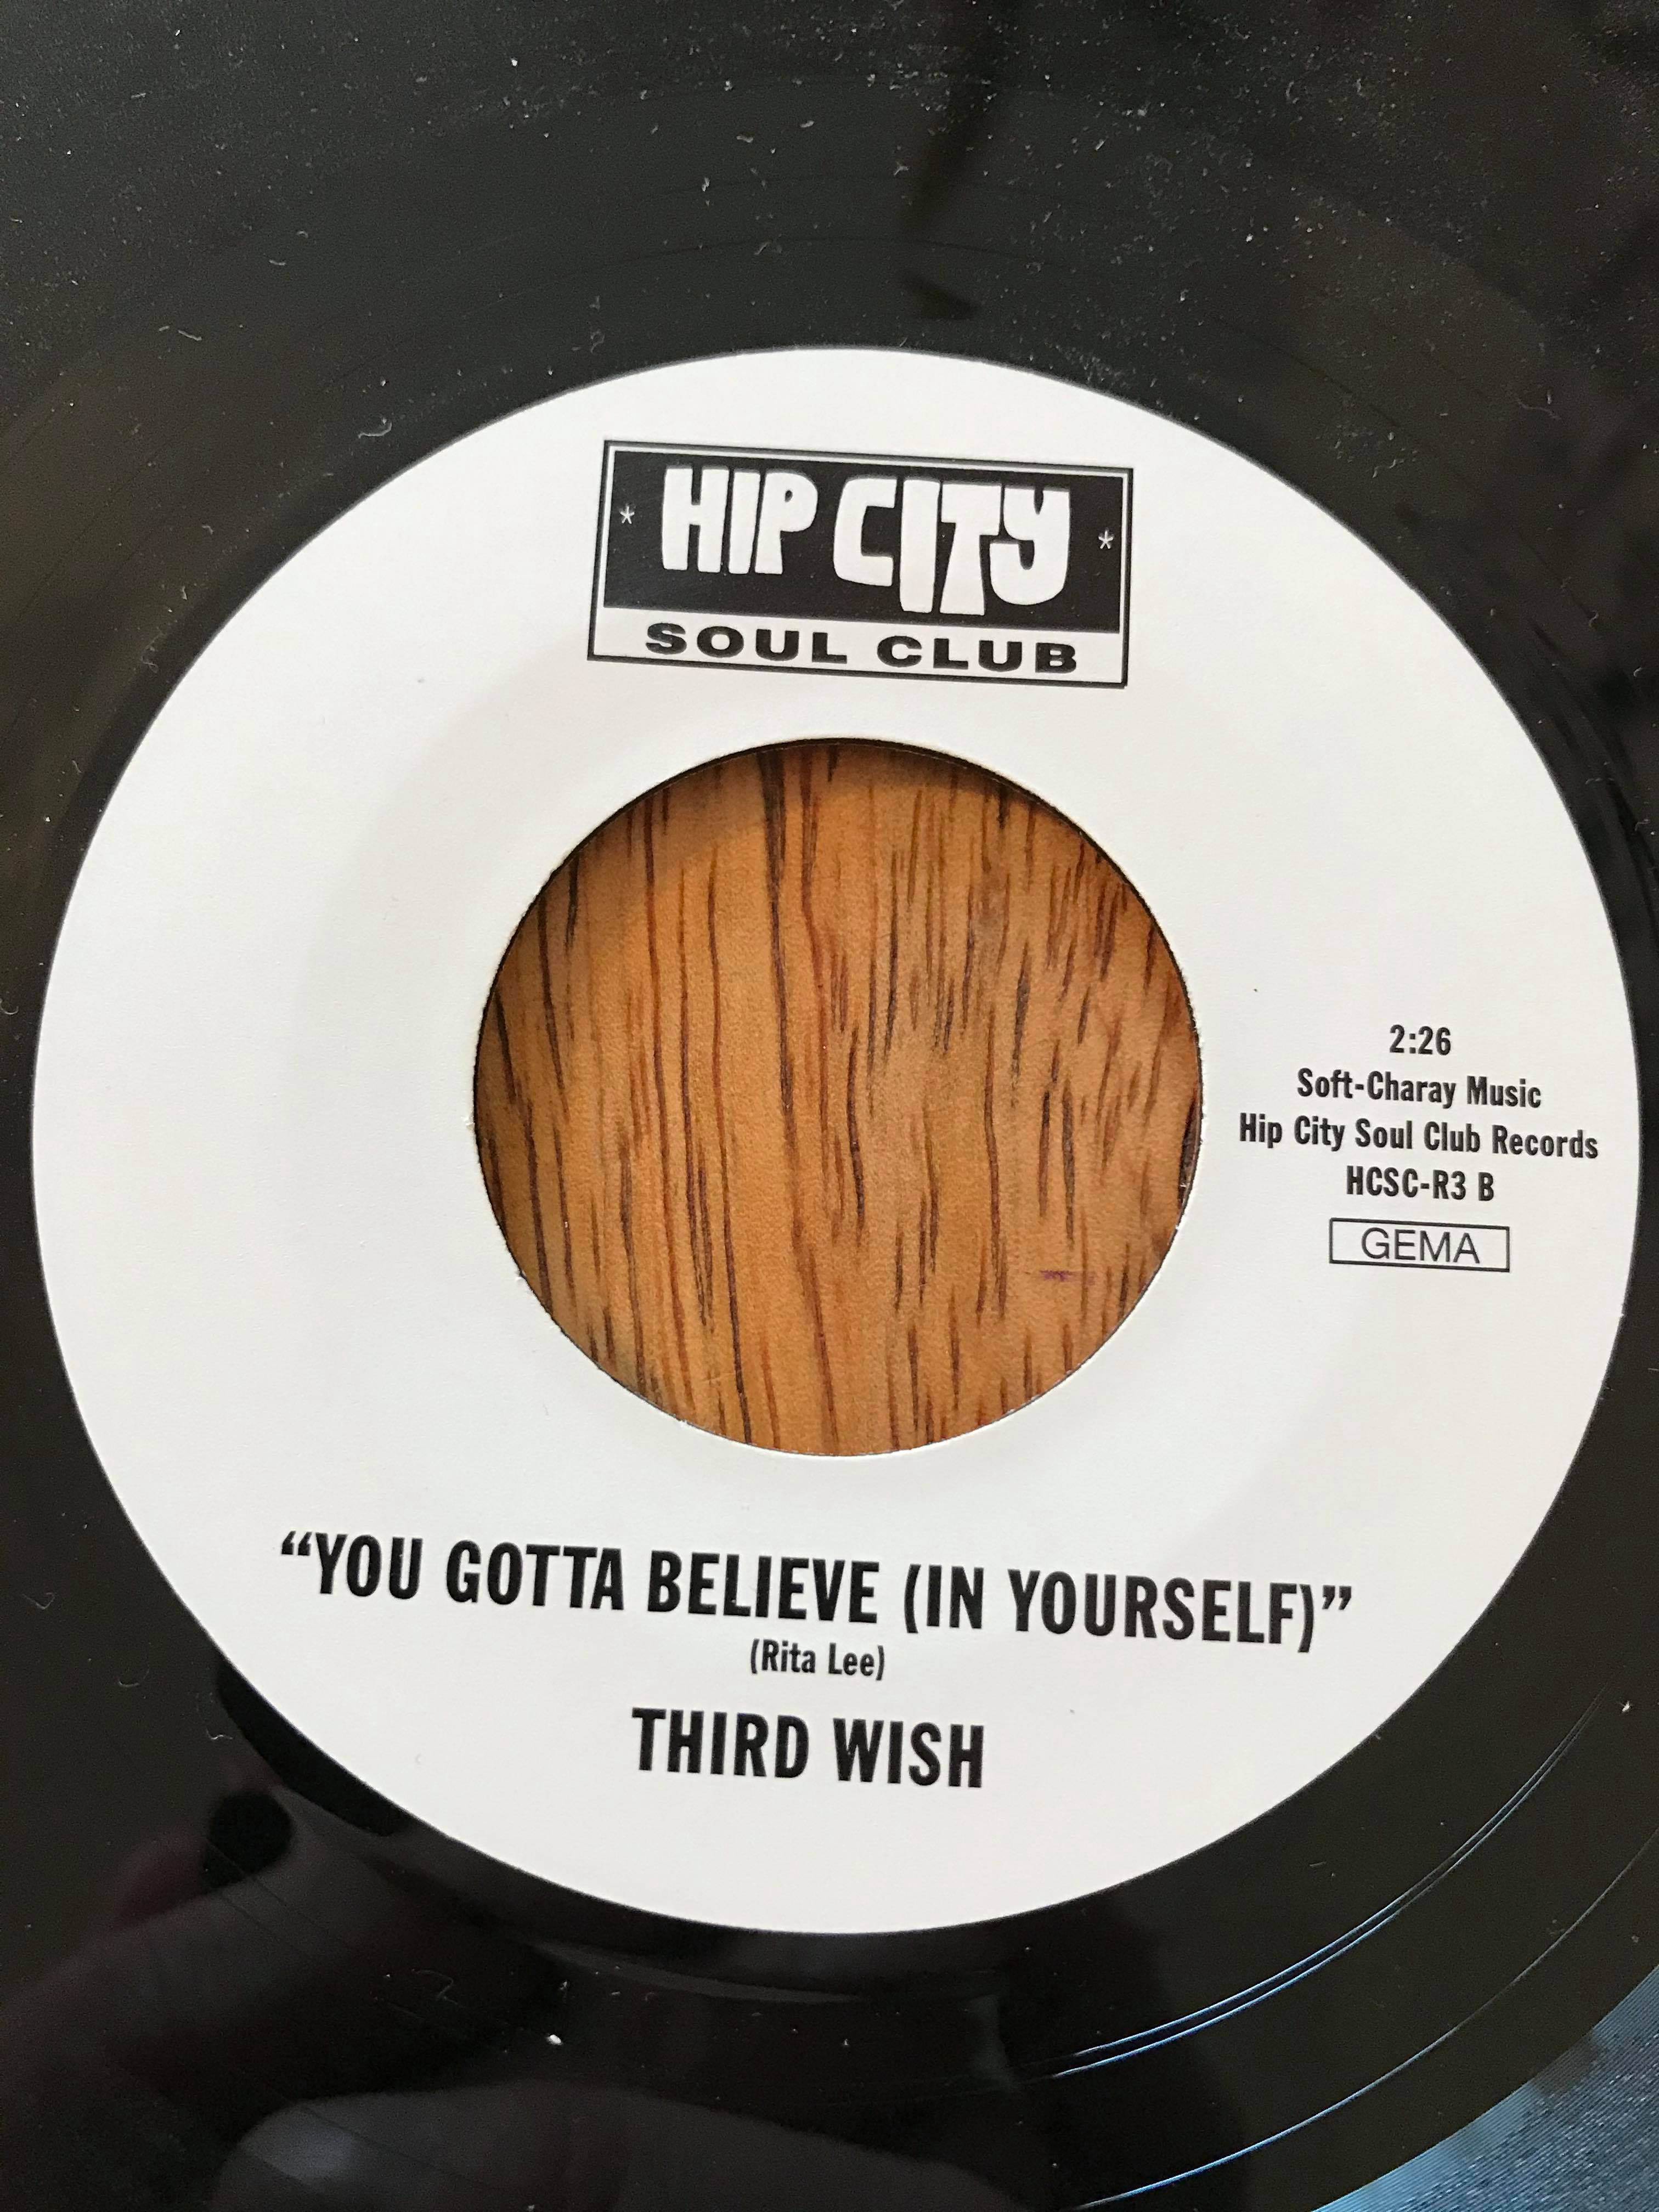 * HIP CITY *
SOUL CLUB
2:26
Soft-Charay Music
Hip City Soul Club Records
HCSC-R3 B
GEMA
“YOU GOTTA BELIEVE (IN YOURSELF)”
(Rita Lee)
THIRD WISH